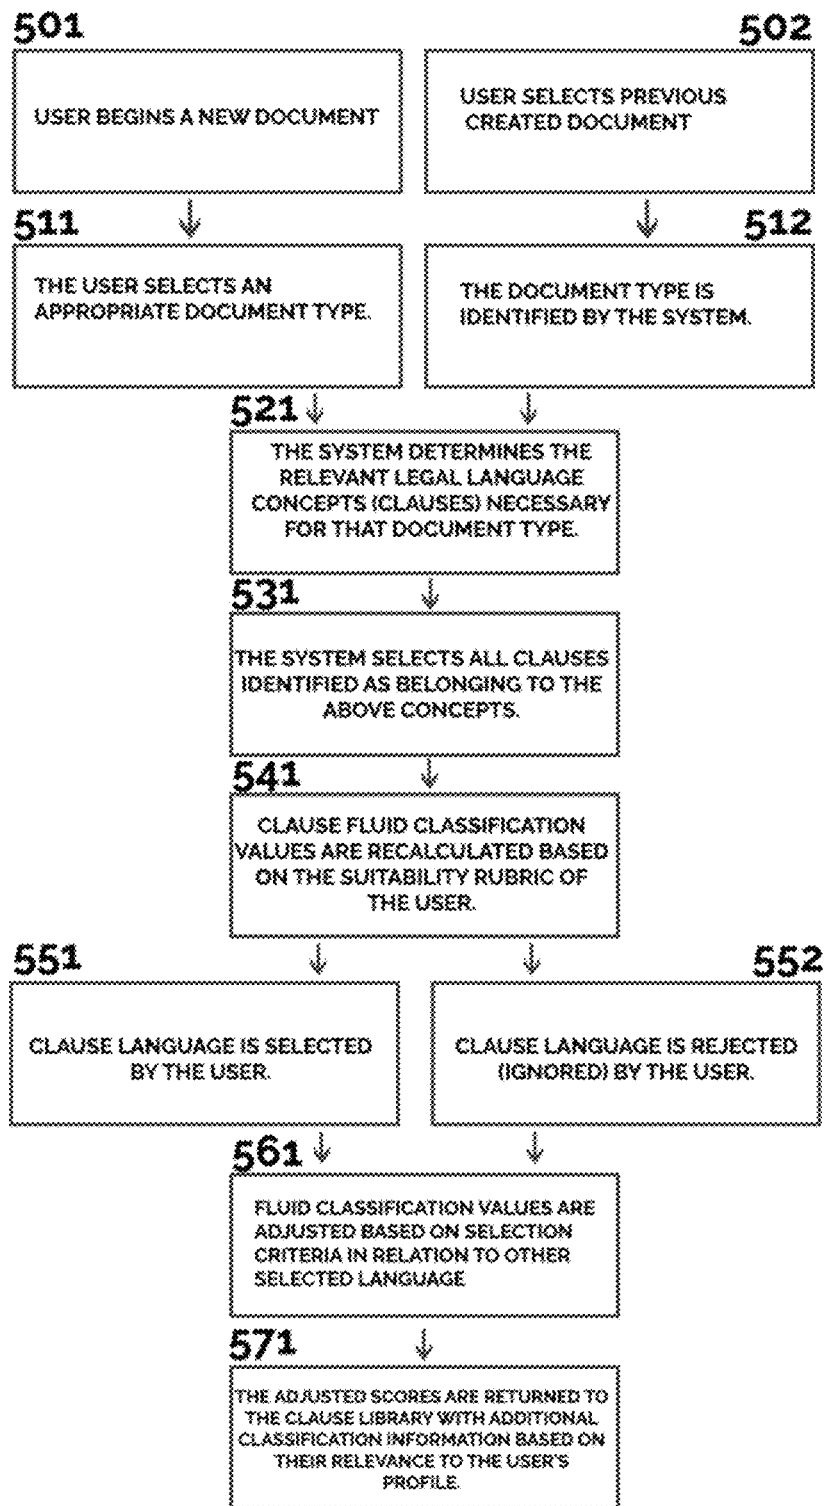 501
502
USER BEGINS A NEW DOCUMENT
USER SELECTS PREVIOUS
CREATED DOCUMENT
511
512
THE USER SELECTS AN
APPROPRIATE DOCUMENT TYPE.
THE DOCUMENT TYPE IS
IDENTIFIED BY THE SYSTEM.
521
THE SYSTEM DETERMINES THE
RELEVANT LEGAL LANGUAGE
CONCEPTS (CLAUSES) NECESSARY
FOR THAT DOCUMENT TYPE.
531
THE SYSTEM SELECTS ALL CLAUSES
IDENTIFIED AS BELONGING TO THE
ABOVE CONCEPTS.
541
CLAUSE FLUID CLASSIFICATION
VALUES ARE RECALCULATED BASED
ON THE SUITABILITY RUBRIC OF
THE USER.
551
552
CLAUSE LANGUAGE IS SELECTED
BY THE USER.
CLAUSE LANGUAGE IS REJECTED
(IGNORED) BY THE USER.
561
FLUID CLASSIFICATION VALUES ARE
ADJUSTED BASED ON SELECTION
CRITERIA IN RELATION TO OTHER
SELECTED LANGUAGE
571
THE ADJUSTED SCORES ARE RETURNED TO
THE CLAUSE LIBRARY WITH ADDITIONAL
CLASSIFICATION INFORMATION BASED ON
THEIR RELEVANCE TO THE USER'S
PROFILE.